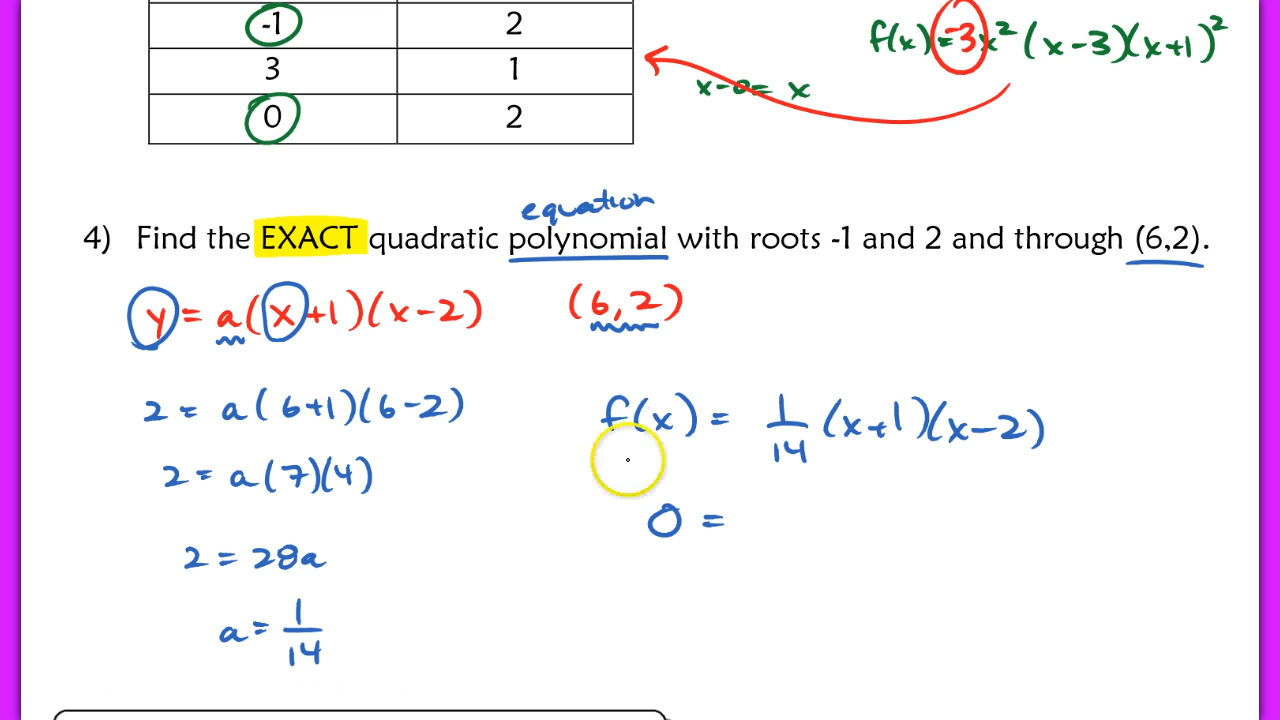 -1 2
f(x) = -3x²(x-3)(x+1)²
3 1
x-0= x
0 2
equation
4) Find the EXACT quadratic polynomial with roots -1 and 2 and through (6,2).
y = a(x+1)(x-2) (6,2)
2 = a(6+1)(6-2)
f(x) = 1/14 (x+1)(x-2)
2 = a(7)(4)
0 =
2 = 28a
a = 1/14